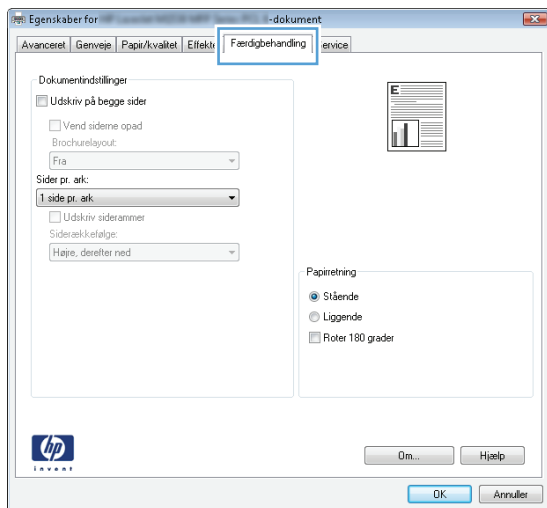 Egenskaber for -dokument
Avanceret Genveje Papir/kvalitet Effekte Færdigbehandling ervice
Dokumentindstillinger
Udskriv på begge sider
Vend siderne opad
Brochurelayout:
Fra
Sider pr. ark:
1 side pr. ark
Udskriv siderammer
Siderækkefølge:
Højre, derefter ned
E
Papirretning
Stående
Liggende
Roter 180 grader
hp
invent
Om... Hjælp
OK Annuller